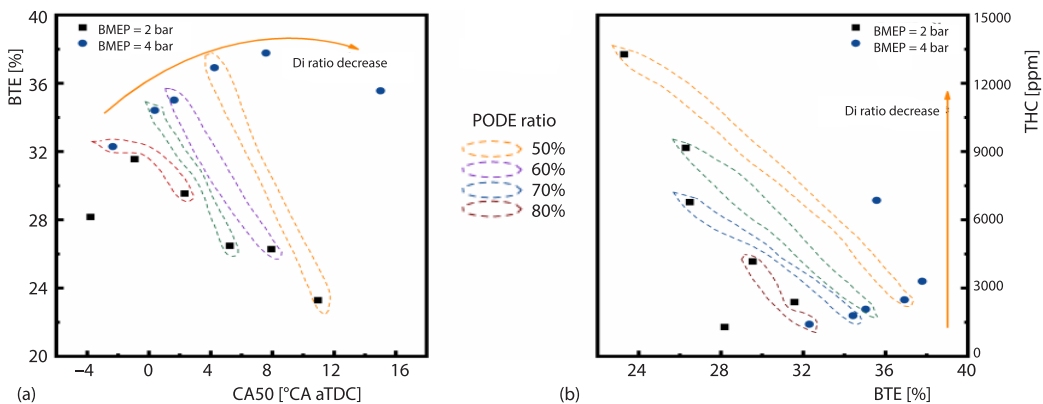 BTE [%]
40
36
32
28
24
20
BMEP = 2 bar
BMEP = 4 bar
Di ratio decrease
−4
0
4
8
12
16
(a)
CA50 [°CA aTDC]
PODE ratio
50%
60%
70%
80%
BMEP = 2 bar
BMEP = 4 bar
Di ratio decrease
15000
12000
9000
6000
3000
0
THC [ppm]
24
28
32
36
40
(b)
BTE [%]